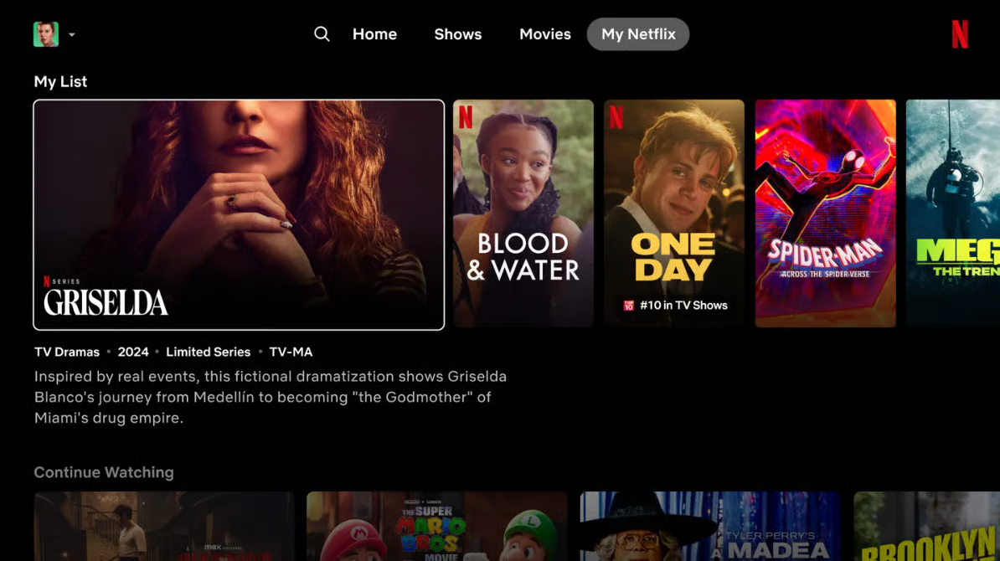 Home
Shows
Movies
My Netflix
N
My List
N SERIES
GRISELDA
N
BLOOD
& WATER
N
ONE
DAY
TOP 10 #10 in TV Shows
SPIDER-MAN
ACROSS THE SPIDER-VERSE
MEG
THE TREN
TV Dramas • 2024 • Limited Series • TV-MA
Inspired by real events, this fictional dramatization shows Griselda
Blanco's journey from Medellín to becoming "the Godmother" of
Miami's drug empire.
Continue Watching
max
THE SUPER
MARIO
BROS.
MOVIE
TYLER PERRY'S
A MADEA
BROOKLYN